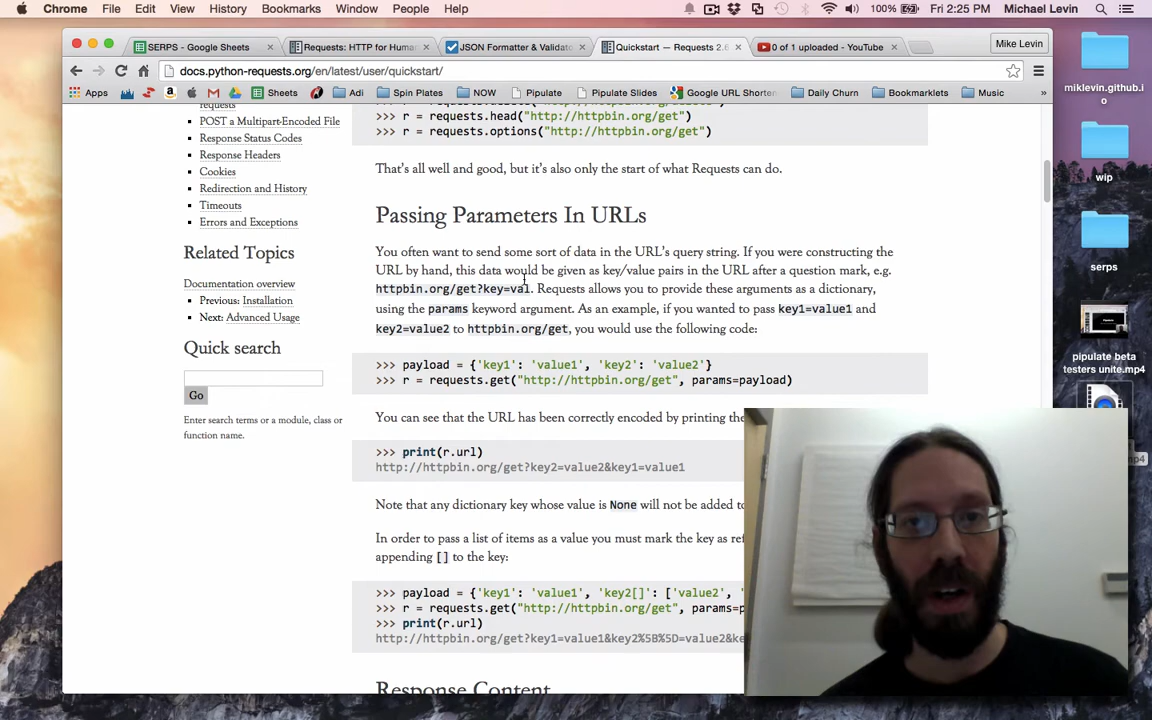 Chrome File Edit View History Bookmarks Window People Help 100% Fri 2:25 PM Michael Levin
SERPS - Google Sheets
Requests: HTTP for Human
JSON Formatter & Validato
Quickstart — Requests 2.6
0 of 1 uploaded - YouTube
Mike Levin
docs.python-requests.org/en/latest/user/quickstart/
Apps Sheets Adi Spin Plates NOW Pipulate Pipulate Slides Google URL Shorten Daily Churn Bookmarklets Music »
requests
POST a Multipart-Encoded File
Response Status Codes
Response Headers
Cookies
Redirection and History
Timeouts
Errors and Exceptions
Related Topics
Documentation overview
Previous: Installation
Next: Advanced Usage
Quick search
Go
Enter search terms or a module, class or
function name.
>>> r = requests.head("http://httpbin.org/get")
>>> r = requests.options("http://httpbin.org/get")
That's all well and good, but it's also only the start of what Requests can do.
Passing Parameters In URLs
You often want to send some sort of data in the URL's query string. If you were constructing the
URL by hand, this data would be given as key/value pairs in the URL after a question mark, e.g.
httpbin.org/get?key=val. Requests allows you to provide these arguments as a dictionary,
using the params keyword argument. As an example, if you wanted to pass key1=value1 and
key2=value2 to httpbin.org/get, you would use the following code:
>>> payload = {'key1': 'value1', 'key2': 'value2'}
>>> r = requests.get("http://httpbin.org/get", params=payload)
You can see that the URL has been correctly encoded by printing the
>>> print(r.url)
http://httpbin.org/get?key2=value2&key1=value1
Note that any dictionary key whose value is None will not be added to
In order to pass a list of items as a value you must mark the key as ref
appending [] to the key:
>>> payload = {'key1': 'value1', 'key2[]': ['value2',
>>> r = requests.get("http://httpbin.org/get", params=p
>>> print(r.url)
http://httpbin.org/get?key1=value1&key2%5B%5D=value2&ke
Response Content
miklevin.github.i
o
wip
serps
pipulate beta
testers unite.mp4
mp4